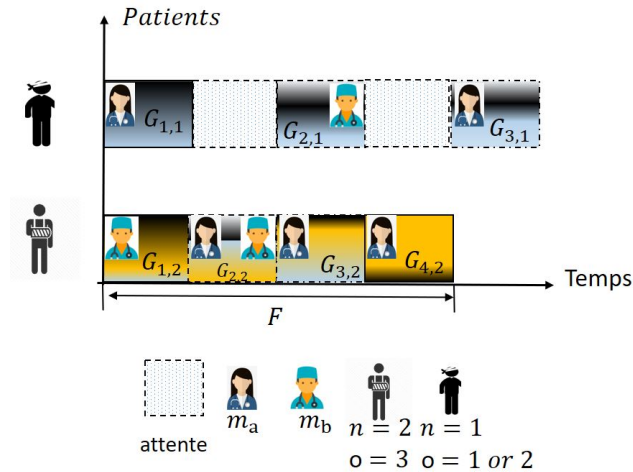 Patients
G1,1 G2,1 G3,1
G1,2 G2,2 G3,2 G4,2
Temps
F
attente ma mb n = 2 n = 1
o = 3 o = 1 or 2